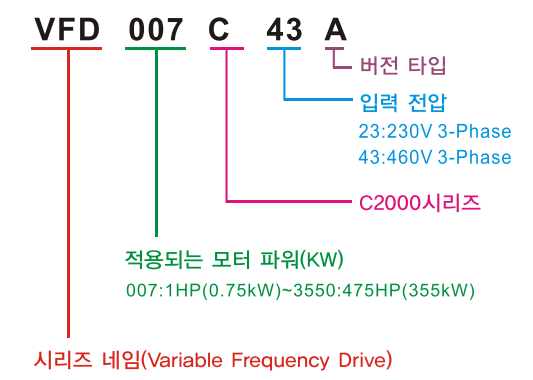 VFD 007 C 43 A
버전 타입
입력 전압
23:230V 3-Phase
43:460V 3-Phase
C2000시리즈
적용되는 모터 파워(KW)
007:1HP(0.75kW)~3550:475HP(355kW)
시리즈 네임(Variable Frequency Drive)